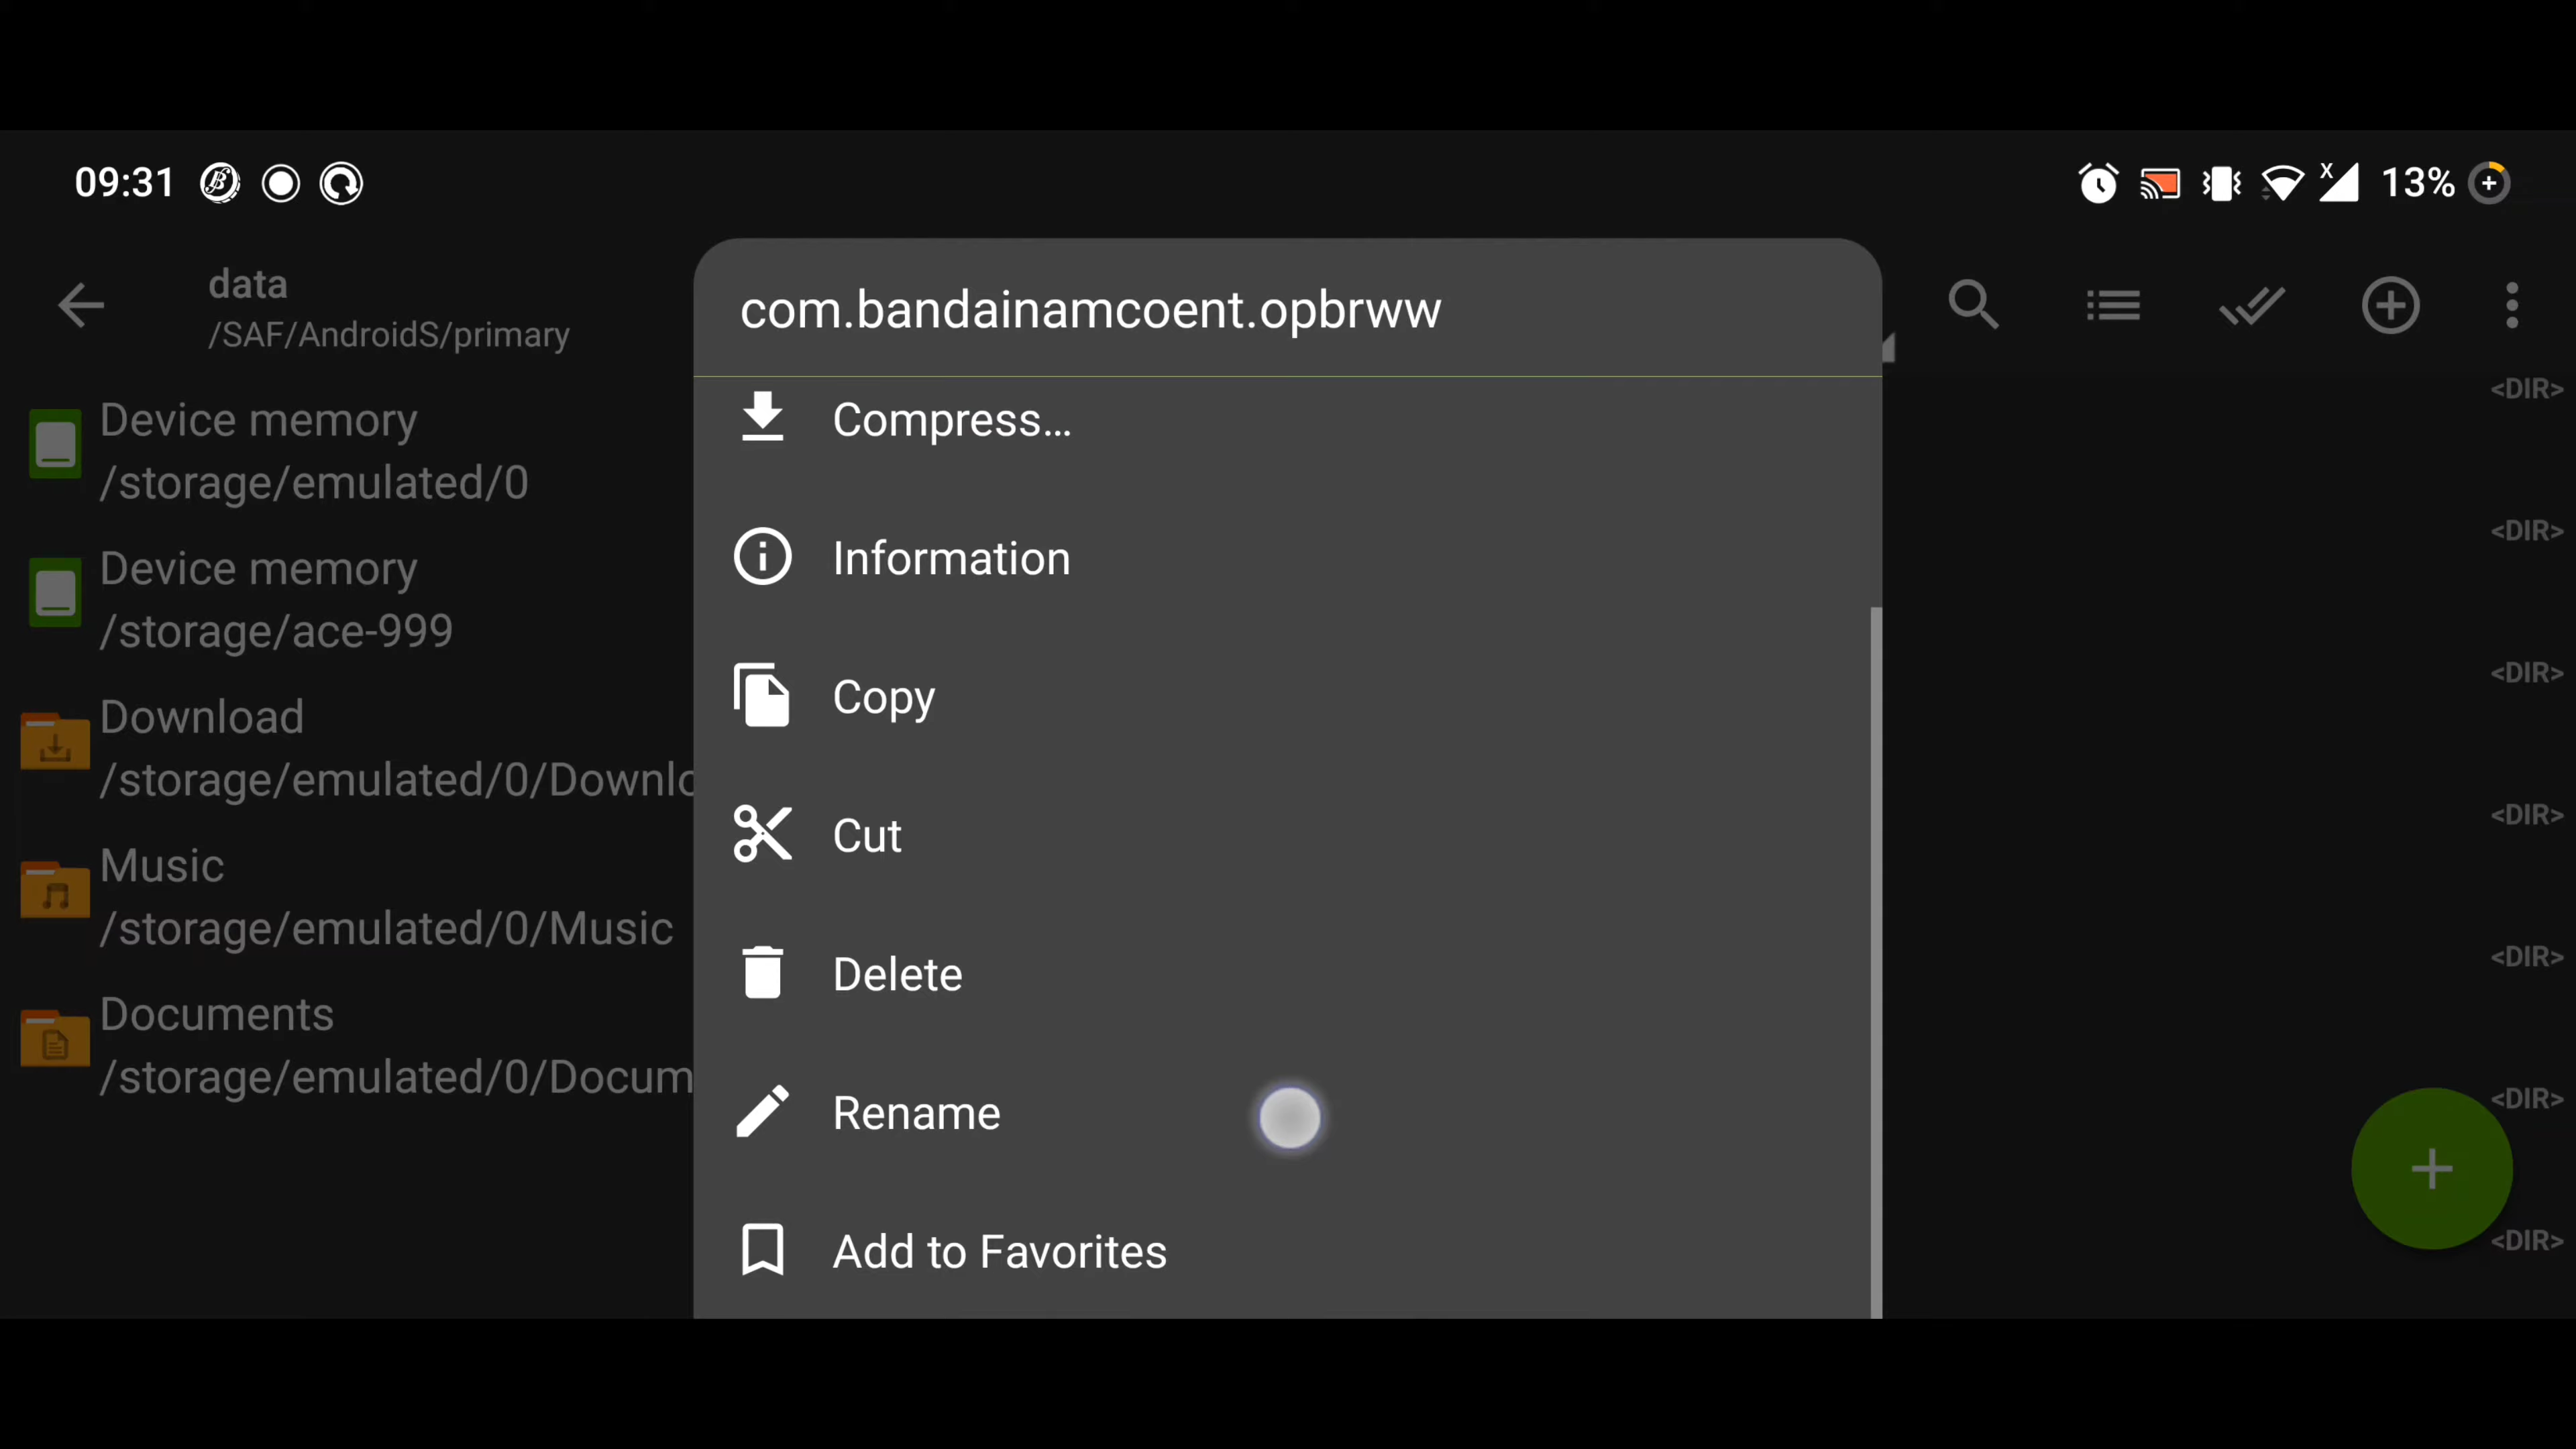 09:31
X
13%
data
/SAF/AndroidS/primary
Device memory
/storage/emulated/0
Device memory
/storage/ace-999
Download
/storage/emulated/0/Downlo
Music
/storage/emulated/0/Music
Documents
/storage/emulated/0/Docum
com.bandainamcoent.opbrww
Compress...
Information
Copy
Cut
Delete
Rename
Add to Favorites
<DIR>
<DIR>
<DIR>
<DIR>
<DIR>
<DIR>
<DIR>